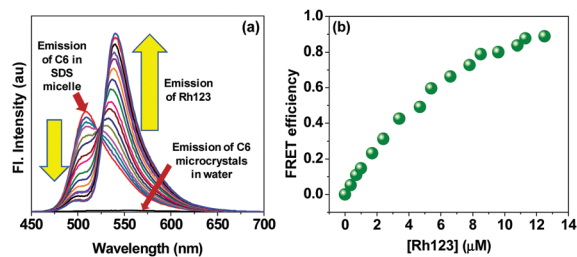 (a)
Emission
of C6 in
SDS
micelle
Emission
of Rh123
Emission of C6
microcrystals
in water
Fl. Intensity (au)
450 500 550 600 650 700
Wavelength (nm)
(b)
FRET efficiency
1.0
0.8
0.6
0.4
0.2
0.0
0 2 4 6 8 10 12 14
[Rh123] (μM)